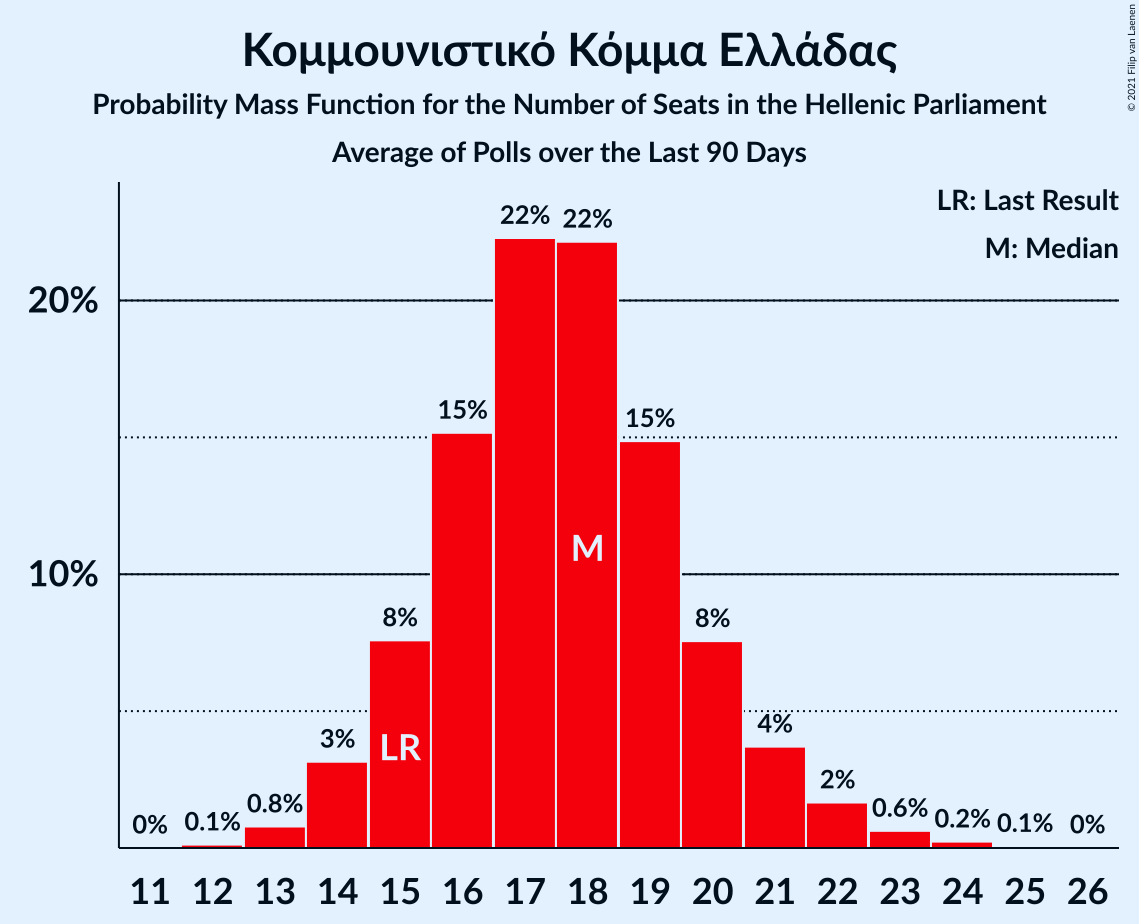 Κομμουνιστικό Κόμμα Ελλάδας
Probability Mass Function for the Number of Seats in the Hellenic Parliament
Average of Polls over the Last 90 Days
© 2021 Filip van Laenen
LR: Last Result
M: Median
20%
10%
0% 0.1% 0.8% 3% 8% 15% 22% 22% 15% 8% 4% 2% 0.6% 0.2% 0.1% 0%
LR M
11 12 13 14 15 16 17 18 19 20 21 22 23 24 25 26